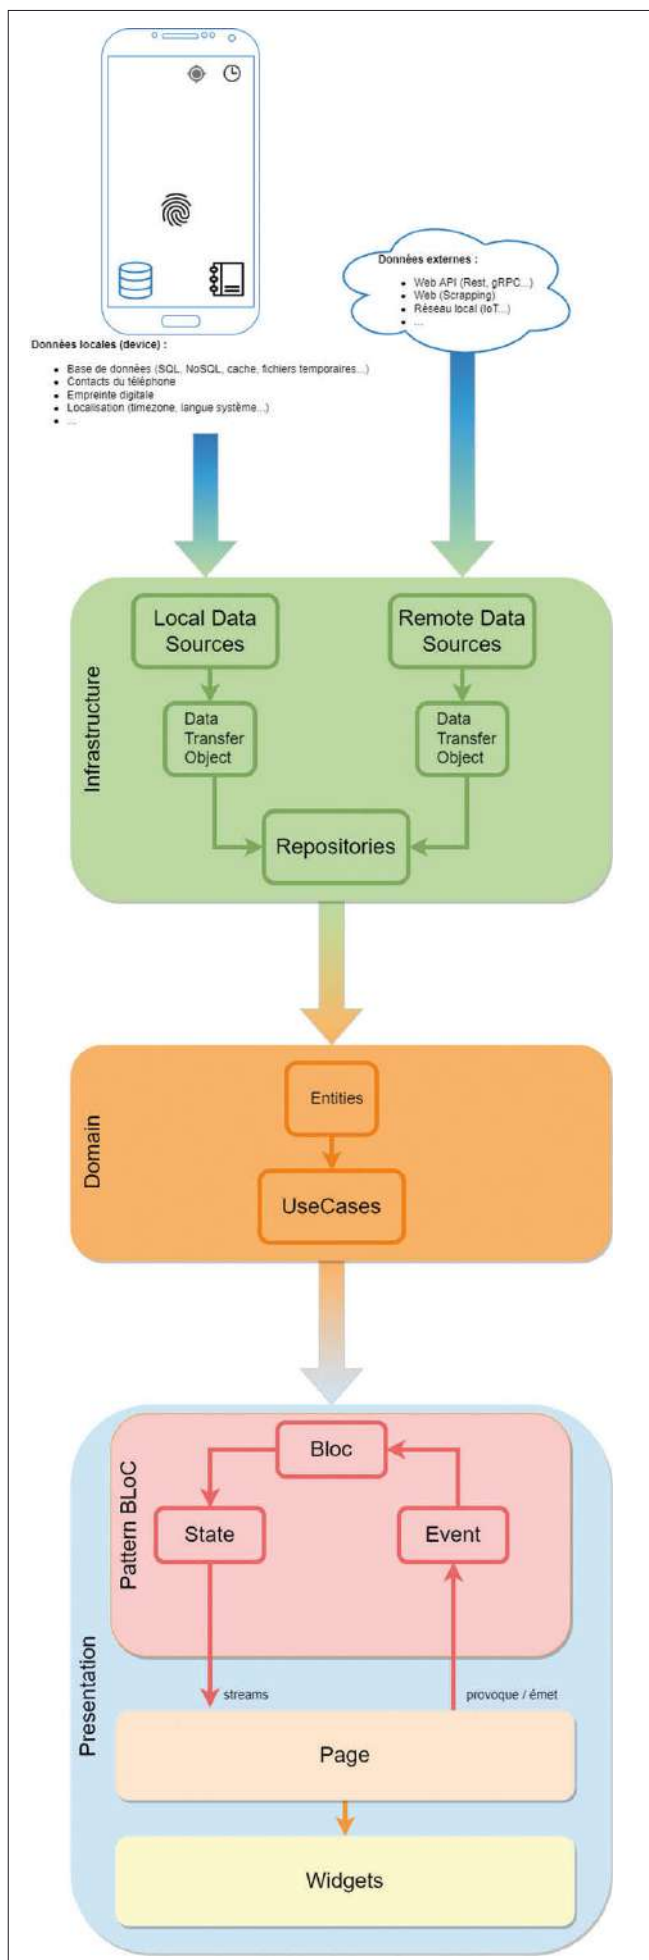 Données externes :
Web API (Rest, gRPC...)
Web (Scrapping)
Réseau local (IoT...)
...
Données locales (device) :
Base de données (SQL, NoSQL, cache, fichiers temporaires...)
Contacts du téléphone
Empreinte digitale
Localisation (timezone, langue système...)
...
Infrastructure
Local Data
Sources
Remote Data
Sources
Data
Transfer
Object
Data
Transfer
Object
Repositories
Domain
Entities
UseCases
Presentation
Pattern BLoC
Bloc
State
Event
streams
provoque / émet
Page
Widgets